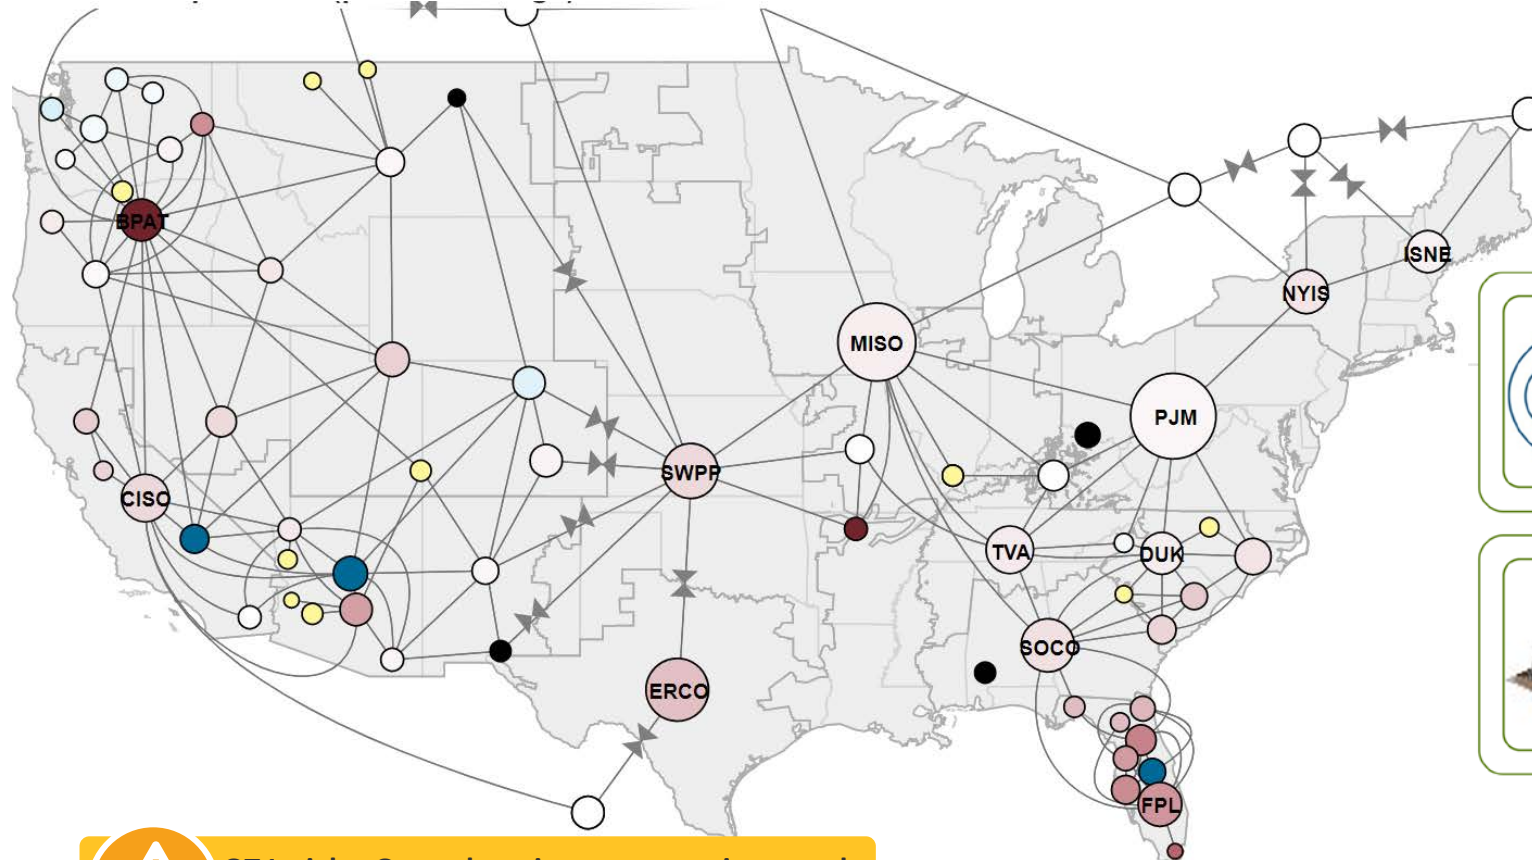 BPAT
ISNE
NYIS
MISO
PJM
SWPP
CISO
TVA
DUK
SOCO
ERCO
FPL